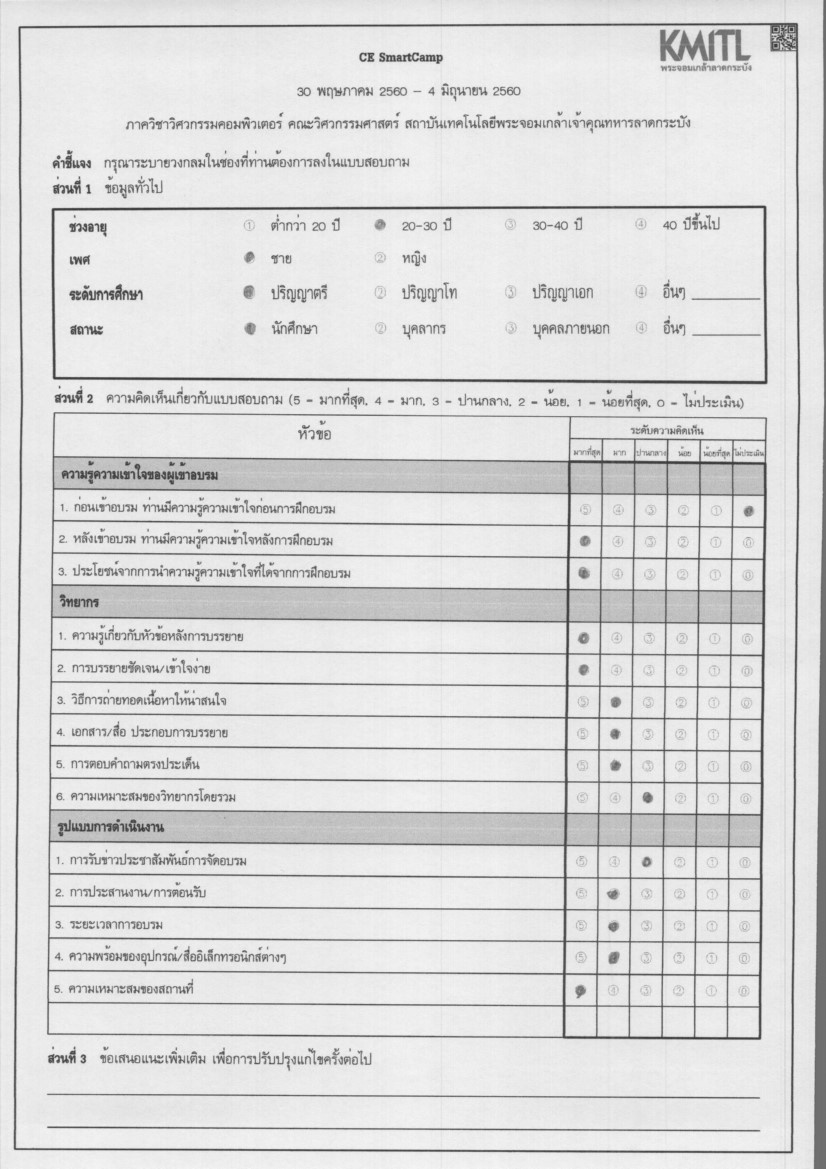 KMITL
พระจอมเกล้าลาดกระบัง
CE SmartCamp
30 พฤษภาคม 2560 – 4 มิถุนายน 2560
ภาควิชาวิศวกรรมคอมพิวเตอร์ คณะวิศวกรรมศาสตร์ สถาบันเทคโนโลยีพระจอมเกล้าเจ้าคุณทหารลาดกระบัง
คำชี้แจง กรุณาระบายวงกลมในช่องที่ท่านต้องการลงในแบบสอบถาม
ส่วนที่ 1 ข้อมูลทั่วไป
ช่วงอายุ ① ต่ำกว่า 20 ปี ● 20-30 ปี ③ 30-40 ปี ④ 40 ปีขึ้นไป
เพศ ● ชาย ② หญิง
ระดับการศึกษา ● ปริญญาตรี ② ปริญญาโท ③ ปริญญาเอก ④ อื่นๆ
สถานะ ● นักศึกษา ② บุคลากร ③ บุคคลภายนอก ④ อื่นๆ
ส่วนที่ 2 ความคิดเห็นเกี่ยวกับแบบสอบถาม (5 – มากที่สุด, 4 – มาก, 3 – ปานกลาง, 2 – น้อย, 1 – น้อยที่สุด, 0 – ไม่ประเมิน)
หัวข้อ ระดับความคิดเห็น
มากที่สุด มาก ปานกลาง น้อย น้อยที่สุด ไม่ประเมิน
ความรู้ความเข้าใจของผู้เข้าอบรม
1. ก่อนเข้าอบรม ท่านมีความรู้ความเข้าใจก่อนการฝึกอบรม ⑤ ④ ③ ② ① ●
2. หลังเข้าอบรม ท่านมีความรู้ความเข้าใจหลังการฝึกอบรม ● ④ ③ ② ① ⓪
3. ประโยชน์จากการนำความรู้ความเข้าใจที่ได้จากการฝึกอบรม ● ④ ③ ② ① ⓪
วิทยากร
1. ความรู้เกี่ยวกับหัวข้อหลังการบรรยาย ● ④ ③ ② ① ⓪
2. การบรรยายชัดเจน/เข้าใจง่าย ● ④ ③ ② ① ⓪
3. วิธีการถ่ายทอดเนื้อหาให้น่าสนใจ ⑤ ● ③ ② ① ⓪
4. เอกสาร/สื่อ ประกอบการบรรยาย ⑤ ● ③ ② ① ⓪
5. การตอบคำถามตรงประเด็น ⑤ ● ③ ② ① ⓪
6. ความเหมาะสมของวิทยากรโดยรวม ⑤ ④ ● ② ① ⓪
รูปแบบการดำเนินงาน
1. การรับข่าวประชาสัมพันธ์การจัดอบรม ⑤ ④ ● ② ① ⓪
2. การประสานงาน/การต้อนรับ ⑤ ● ③ ② ① ⓪
3. ระยะเวลาการอบรม ⑤ ● ③ ② ① ⓪
4. ความพร้อมของอุปกรณ์/สื่ออิเล็กทรอนิกส์ต่างๆ ⑤ ● ③ ② ① ⓪
5. ความเหมาะสมของสถานที่ ● ④ ③ ② ① ⓪
ส่วนที่ 3 ข้อเสนอแนะเพิ่มเติม เพื่อการปรับปรุงแก้ไขครั้งต่อไป